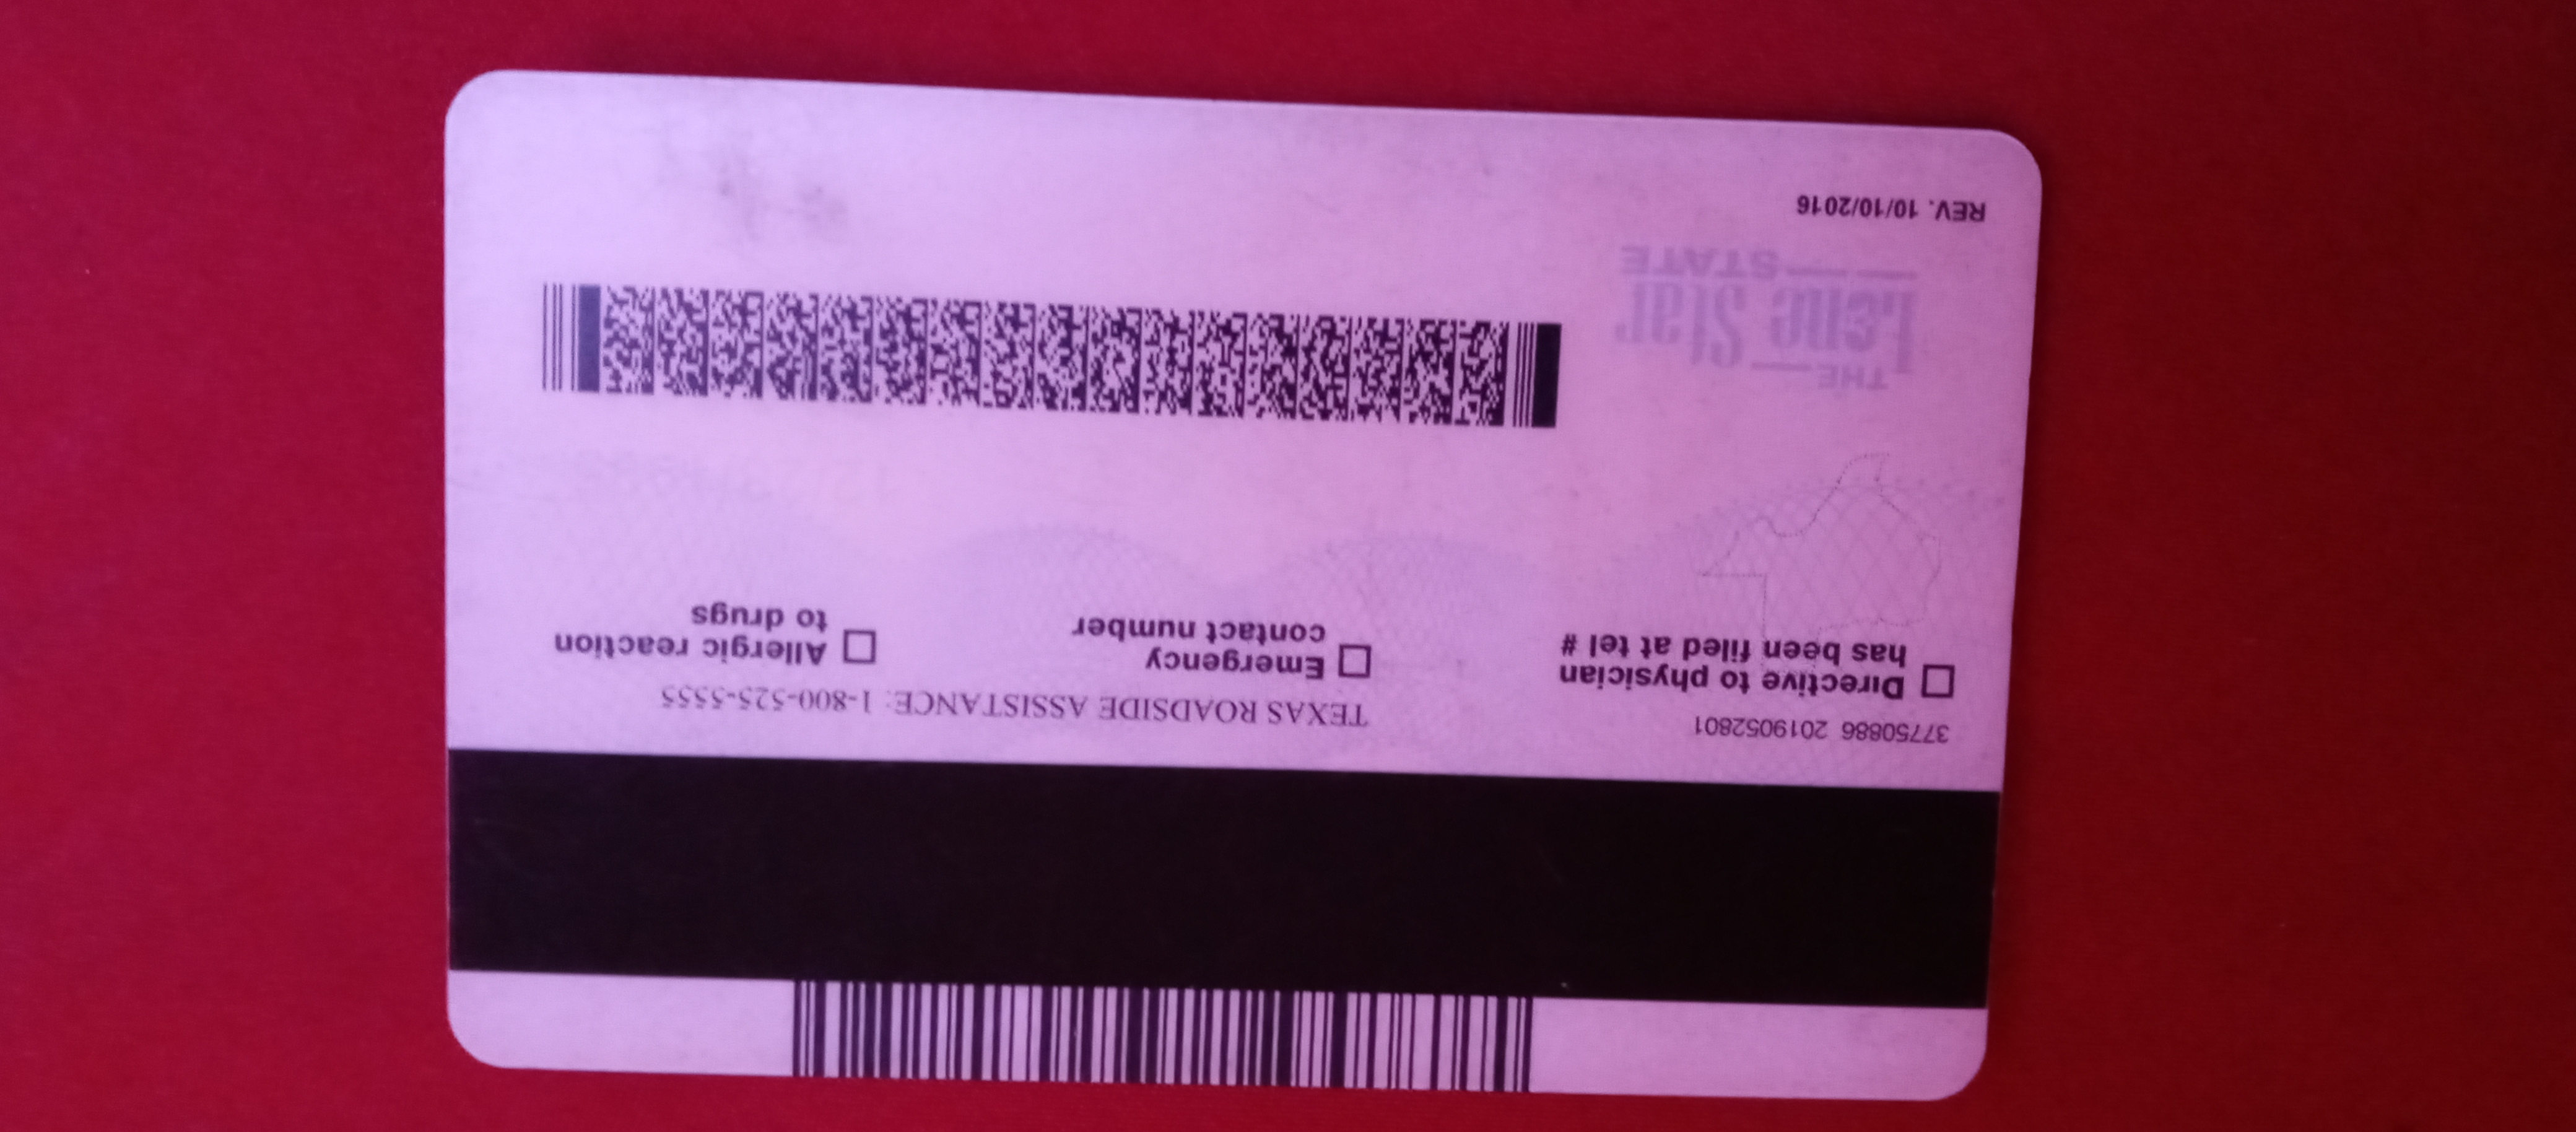 37750886 2019052801
TEXAS ROADSIDE ASSISTANCE: 1-800-525-5555
Directive to physician
has been filed at tel #
Emergency
contact number
Allergic reaction
to drugs
THE
Lone Star
STATE
REV. 10/10/2016